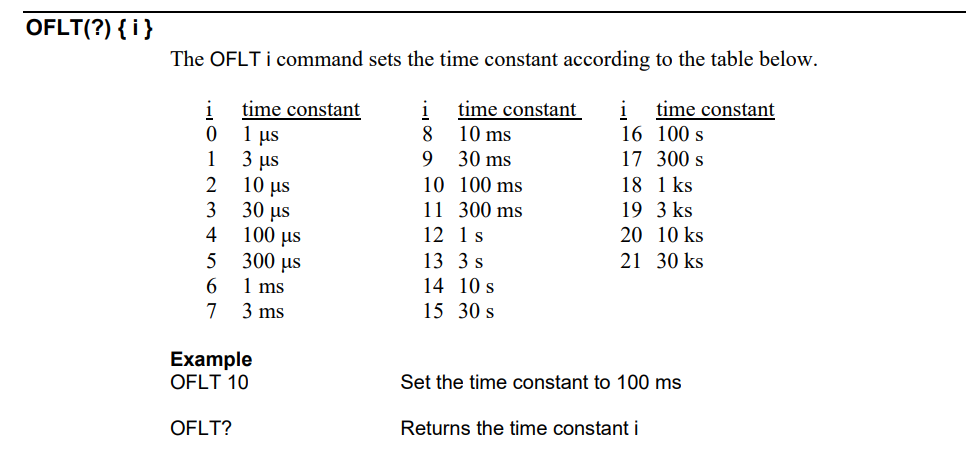 OFLT(?) { i }
The OFLT i command sets the time constant according to the table below.
i time constant i time constant i time constant
0 1 µs 8 10 ms 16 100 s
1 3 µs 9 30 ms 17 300 s
2 10 µs 10 100 ms 18 1 ks
3 30 µs 11 300 ms 19 3 ks
4 100 µs 12 1 s 20 10 ks
5 300 µs 13 3 s 21 30 ks
6 1 ms 14 10 s
7 3 ms 15 30 s
Example
OFLT 10 Set the time constant to 100 ms
OFLT? Returns the time constant i